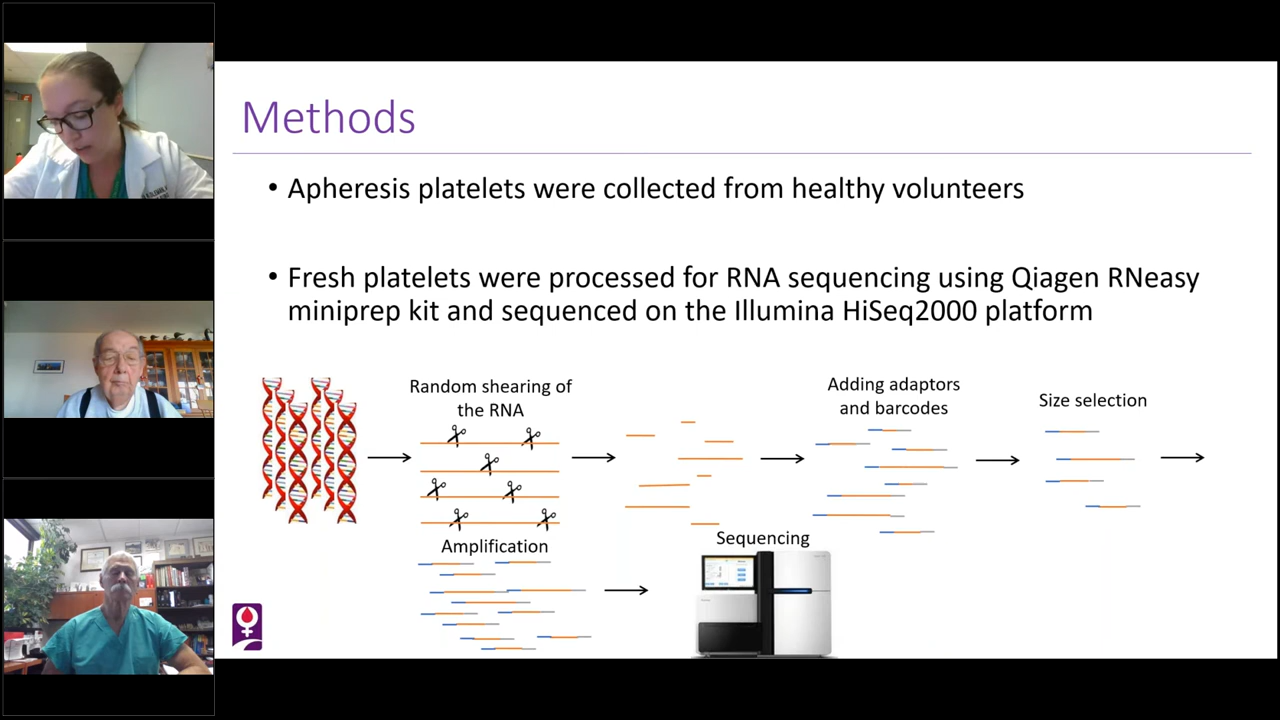 Methods
• Apheresis platelets were collected from healthy volunteers
• Fresh platelets were processed for RNA sequencing using Qiagen RNeasy
miniprep kit and sequenced on the Illumina HiSeq2000 platform
Random shearing of
the RNA
Adding adaptors
and barcodes
Size selection
Amplification
Sequencing